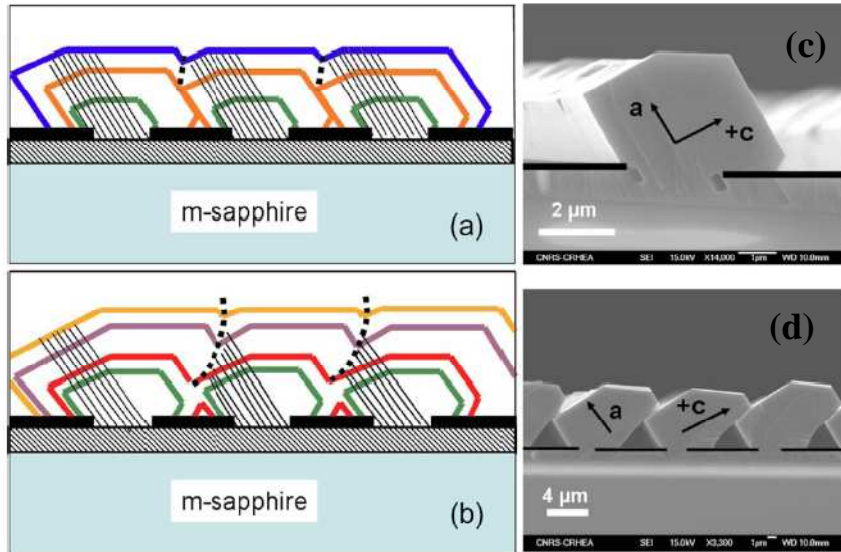 m-sapphire
(a)
m-sapphire
(b)
(c)
a
+c
2 µm
CNRS-CRHEA SEI 15.0kV X14,000 1µm WD 10.0mm
(d)
a
+c
4 µm
CNRS-CRHEA SEI 15.0kV X3,300 1µm WD 10.0mm